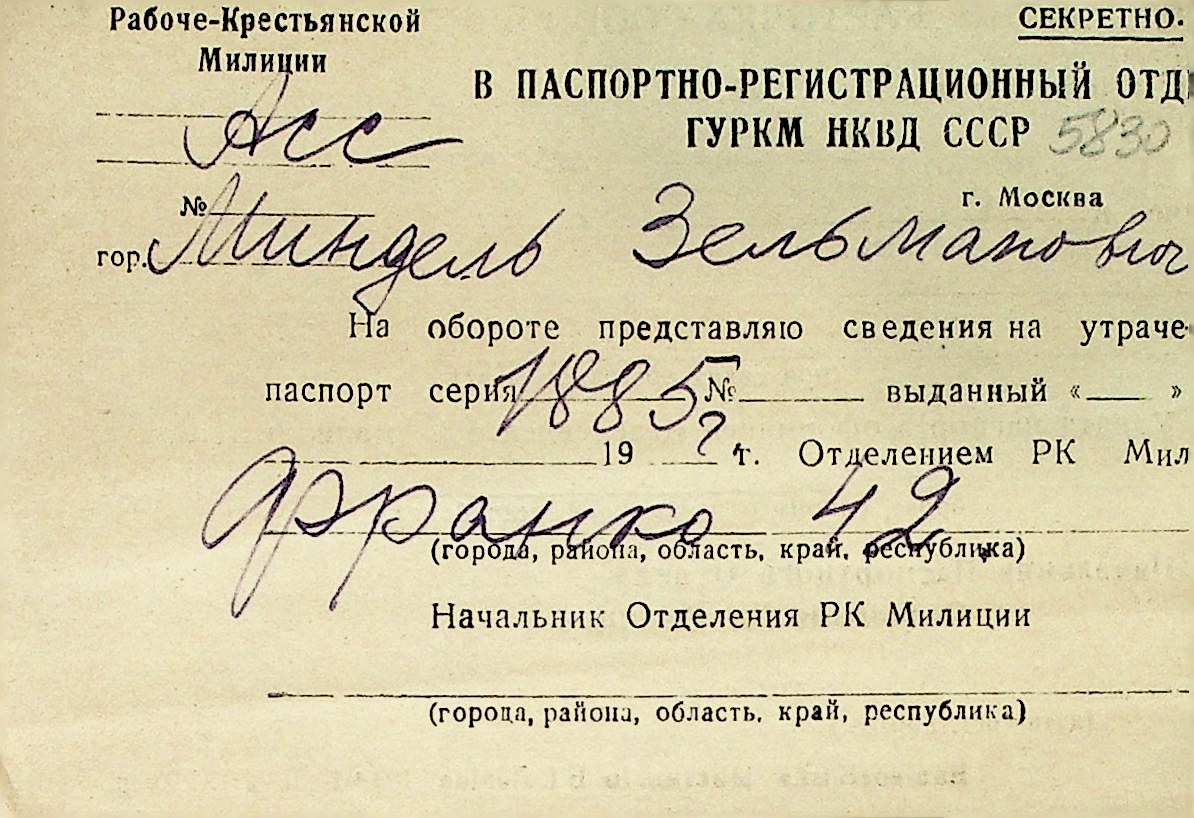 Рабоче-Крестьянской
Милиции
СЕКРЕТНО.
В ПАСПОРТНО-РЕГИСТРАЦИОННЫЙ ОТД
ГУРКМ НКВД СССР 5830
Асс
№
г. Москва
гор. Миндель Зельманович
На обороте представляю сведения на утраче
паспорт серия № выданный « »
1885
19 г. Отделением РК Мил
г.
Франко 42
(города, района, область, край, республика)
Начальник Отделения РК Милиции
(города, района, область, край, республика)